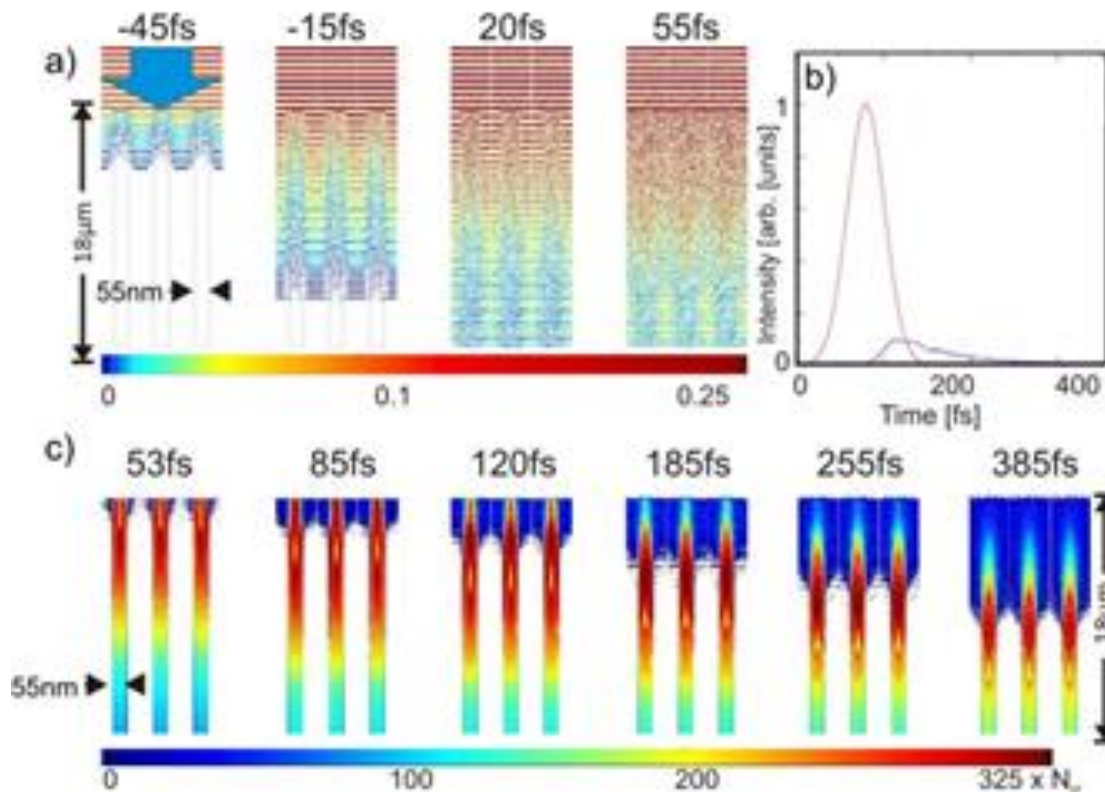 -45fs -15fs 20fs 55fs
a)
18μm
55nm
0 0.1 0.25
b)
Intensity [arb. units]
0
0 200 400
Time [fs]
c)
53fs 85fs 120fs 185fs 255fs 385fs
55nm
18μm
0 100 200 325 x